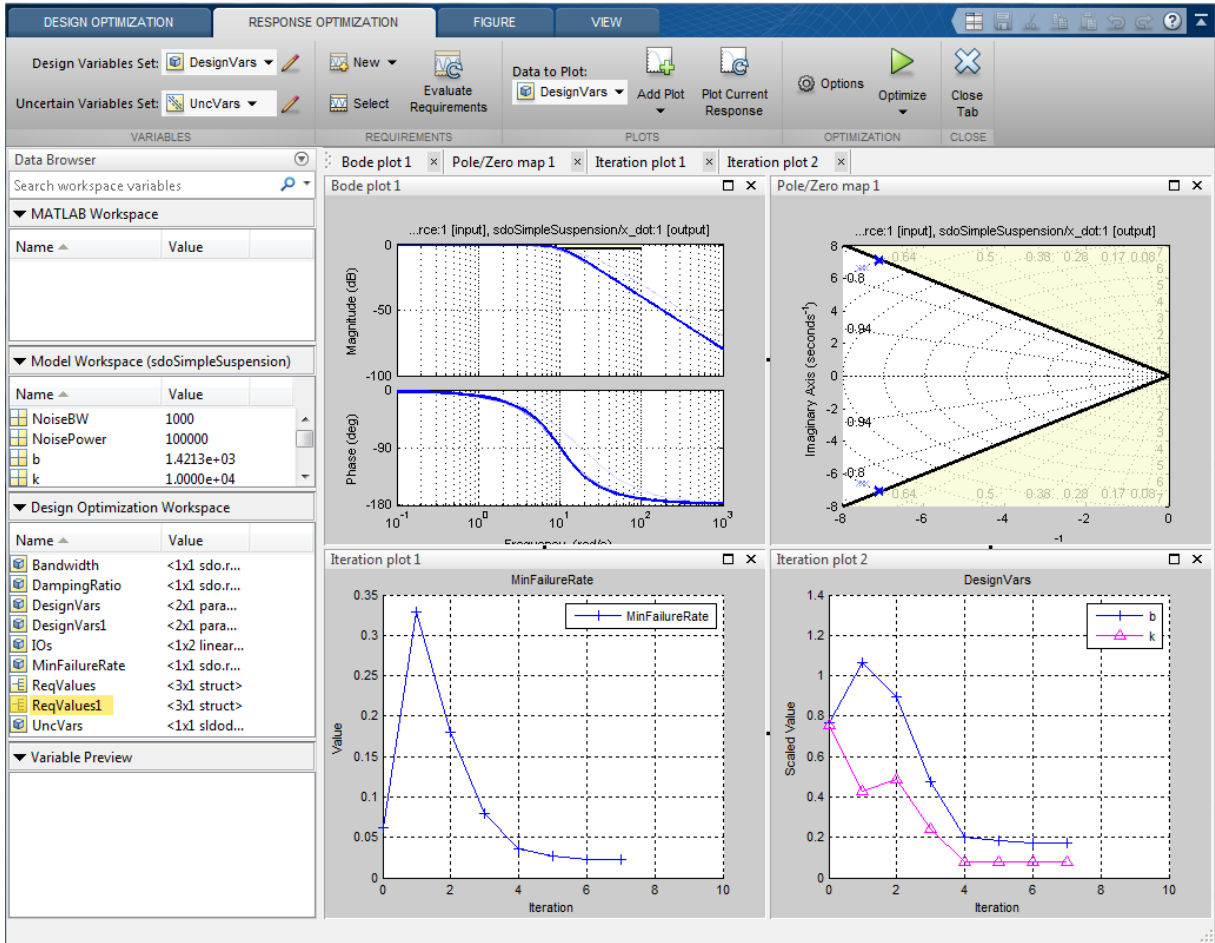 DESIGN OPTIMIZATION
RESPONSE OPTIMIZATION
FIGURE
VIEW
Design Variables Set: DesignVars
Uncertain Variables Set: UncVars
VARIABLES
New
Select
Evaluate
Requirements
REQUIREMENTS
Data to Plot:
DesignVars
Add Plot
Plot Current
Response
PLOTS
Options
Optimize
OPTIMIZATION
Close
Tab
CLOSE
Data Browser
Search workspace variables
MATLAB Workspace
Name Value
Model Workspace (sdoSimpleSuspension)
Name Value
NoiseBW 1000
NoisePower 100000
b 1.4213e+03
k 1.0000e+04
Design Optimization Workspace
Name Value
Bandwidth <1x1 sdo.r...
DampingRatio <1x1 sdo.r...
DesignVars <2x1 para...
DesignVars1 <2x1 para...
IOs <1x2 linear...
MinFailureRate <1x1 sdo.r...
ReqValues <3x1 struct>
ReqValues1 <3x1 struct>
UncVars <1x1 sldod...
Variable Preview
Bode plot 1 Pole/Zero map 1 Iteration plot 1 Iteration plot 2
Bode plot 1
...rce:1 [input], sdoSimpleSuspension/x_dot:1 [output]
Magnitude (dB)
0
-50
-100
Phase (deg)
0
-90
-180
10-1 100 101 102 103
Pole/Zero map 1
...rce:1 [input], sdoSimpleSuspension/x_dot:1 [output]
Imaginary Axis (seconds-1)
8
6
4
2
0
-2
-4
-6
-8
0.64 0.5 0.38 0.28 0.17 0.08
0.8
0.94
0.94
0.8
0.64 0.5 0.38 0.28 0.17 0.08
-8 -6 -4 -2 0
-1
Iteration plot 1
MinFailureRate
MinFailureRate
Value
0.35
0.3
0.25
0.2
0.15
0.1
0.05
0
0 2 4 6 8 10
Iteration
Iteration plot 2
DesignVars
b
k
Scaled Value
1.4
1.2
1
0.8
0.6
0.4
0.2
0
0 2 4 6 8 10
Iteration